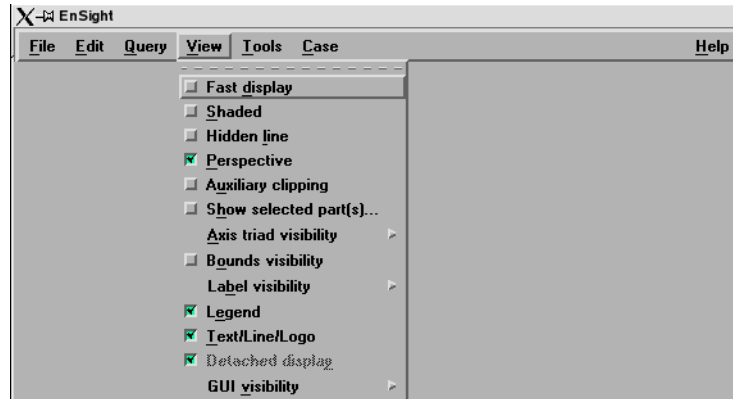 EnSight
File Edit Query View Tools Case Help
Fast display
Shaded
Hidden line
Perspective
Auxiliary clipping
Show selected part(s)...
Axis triad visibility
Bounds visibility
Label visibility
Legend
Text/Line/Logo
Detached display
GUI visibility